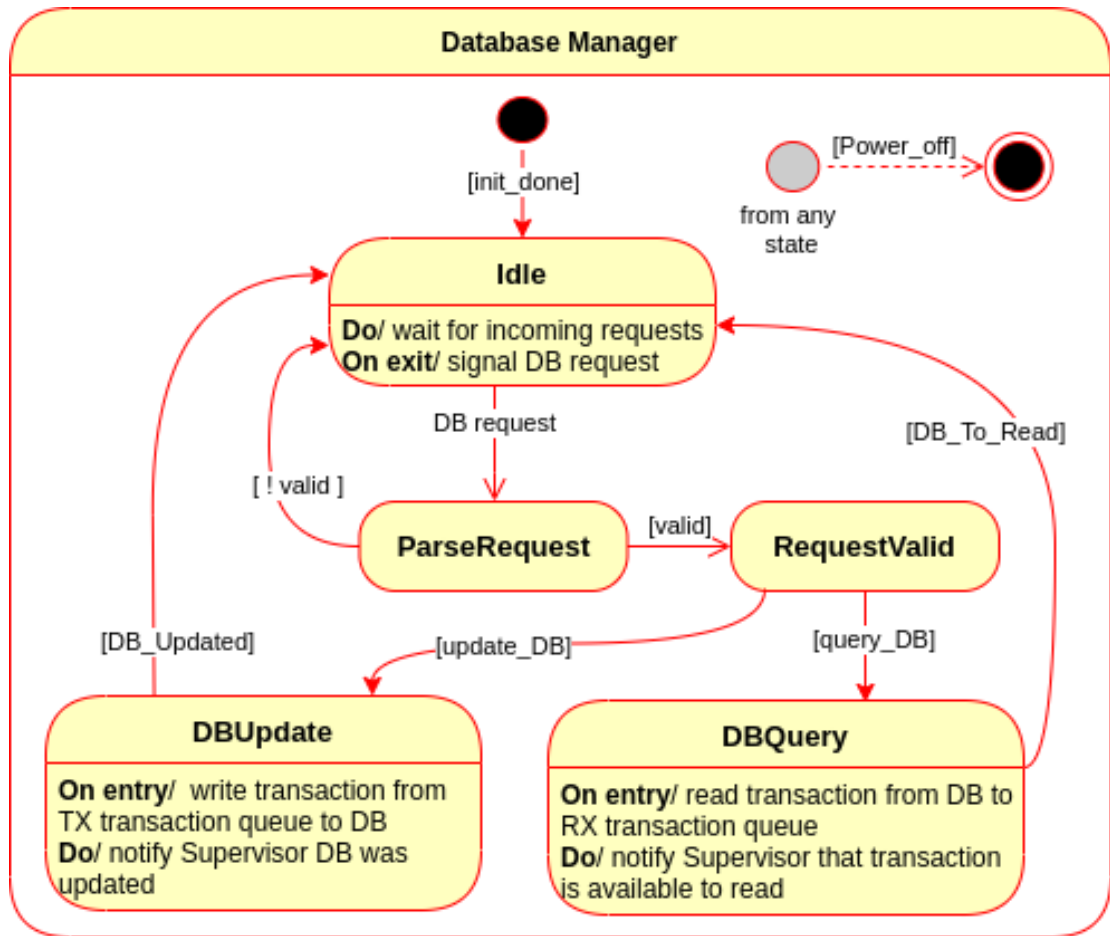 Database Manager
[init_done]
[Power_off]
from any
state
Idle
Do/ wait for incoming requests
On exit/ signal DB request
DB request
[DB_To_Read]
[ ! valid ]
ParseRequest
[valid]
RequestValid
[DB_Updated]
[update_DB]
[query_DB]
DBUpdate
On entry/ write transaction from
TX transaction queue to DB
Do/ notify Supervisor DB was
updated
DBQuery
On entry/ read transaction from DB to
RX transaction queue
Do/ notify Supervisor that transaction
is available to read